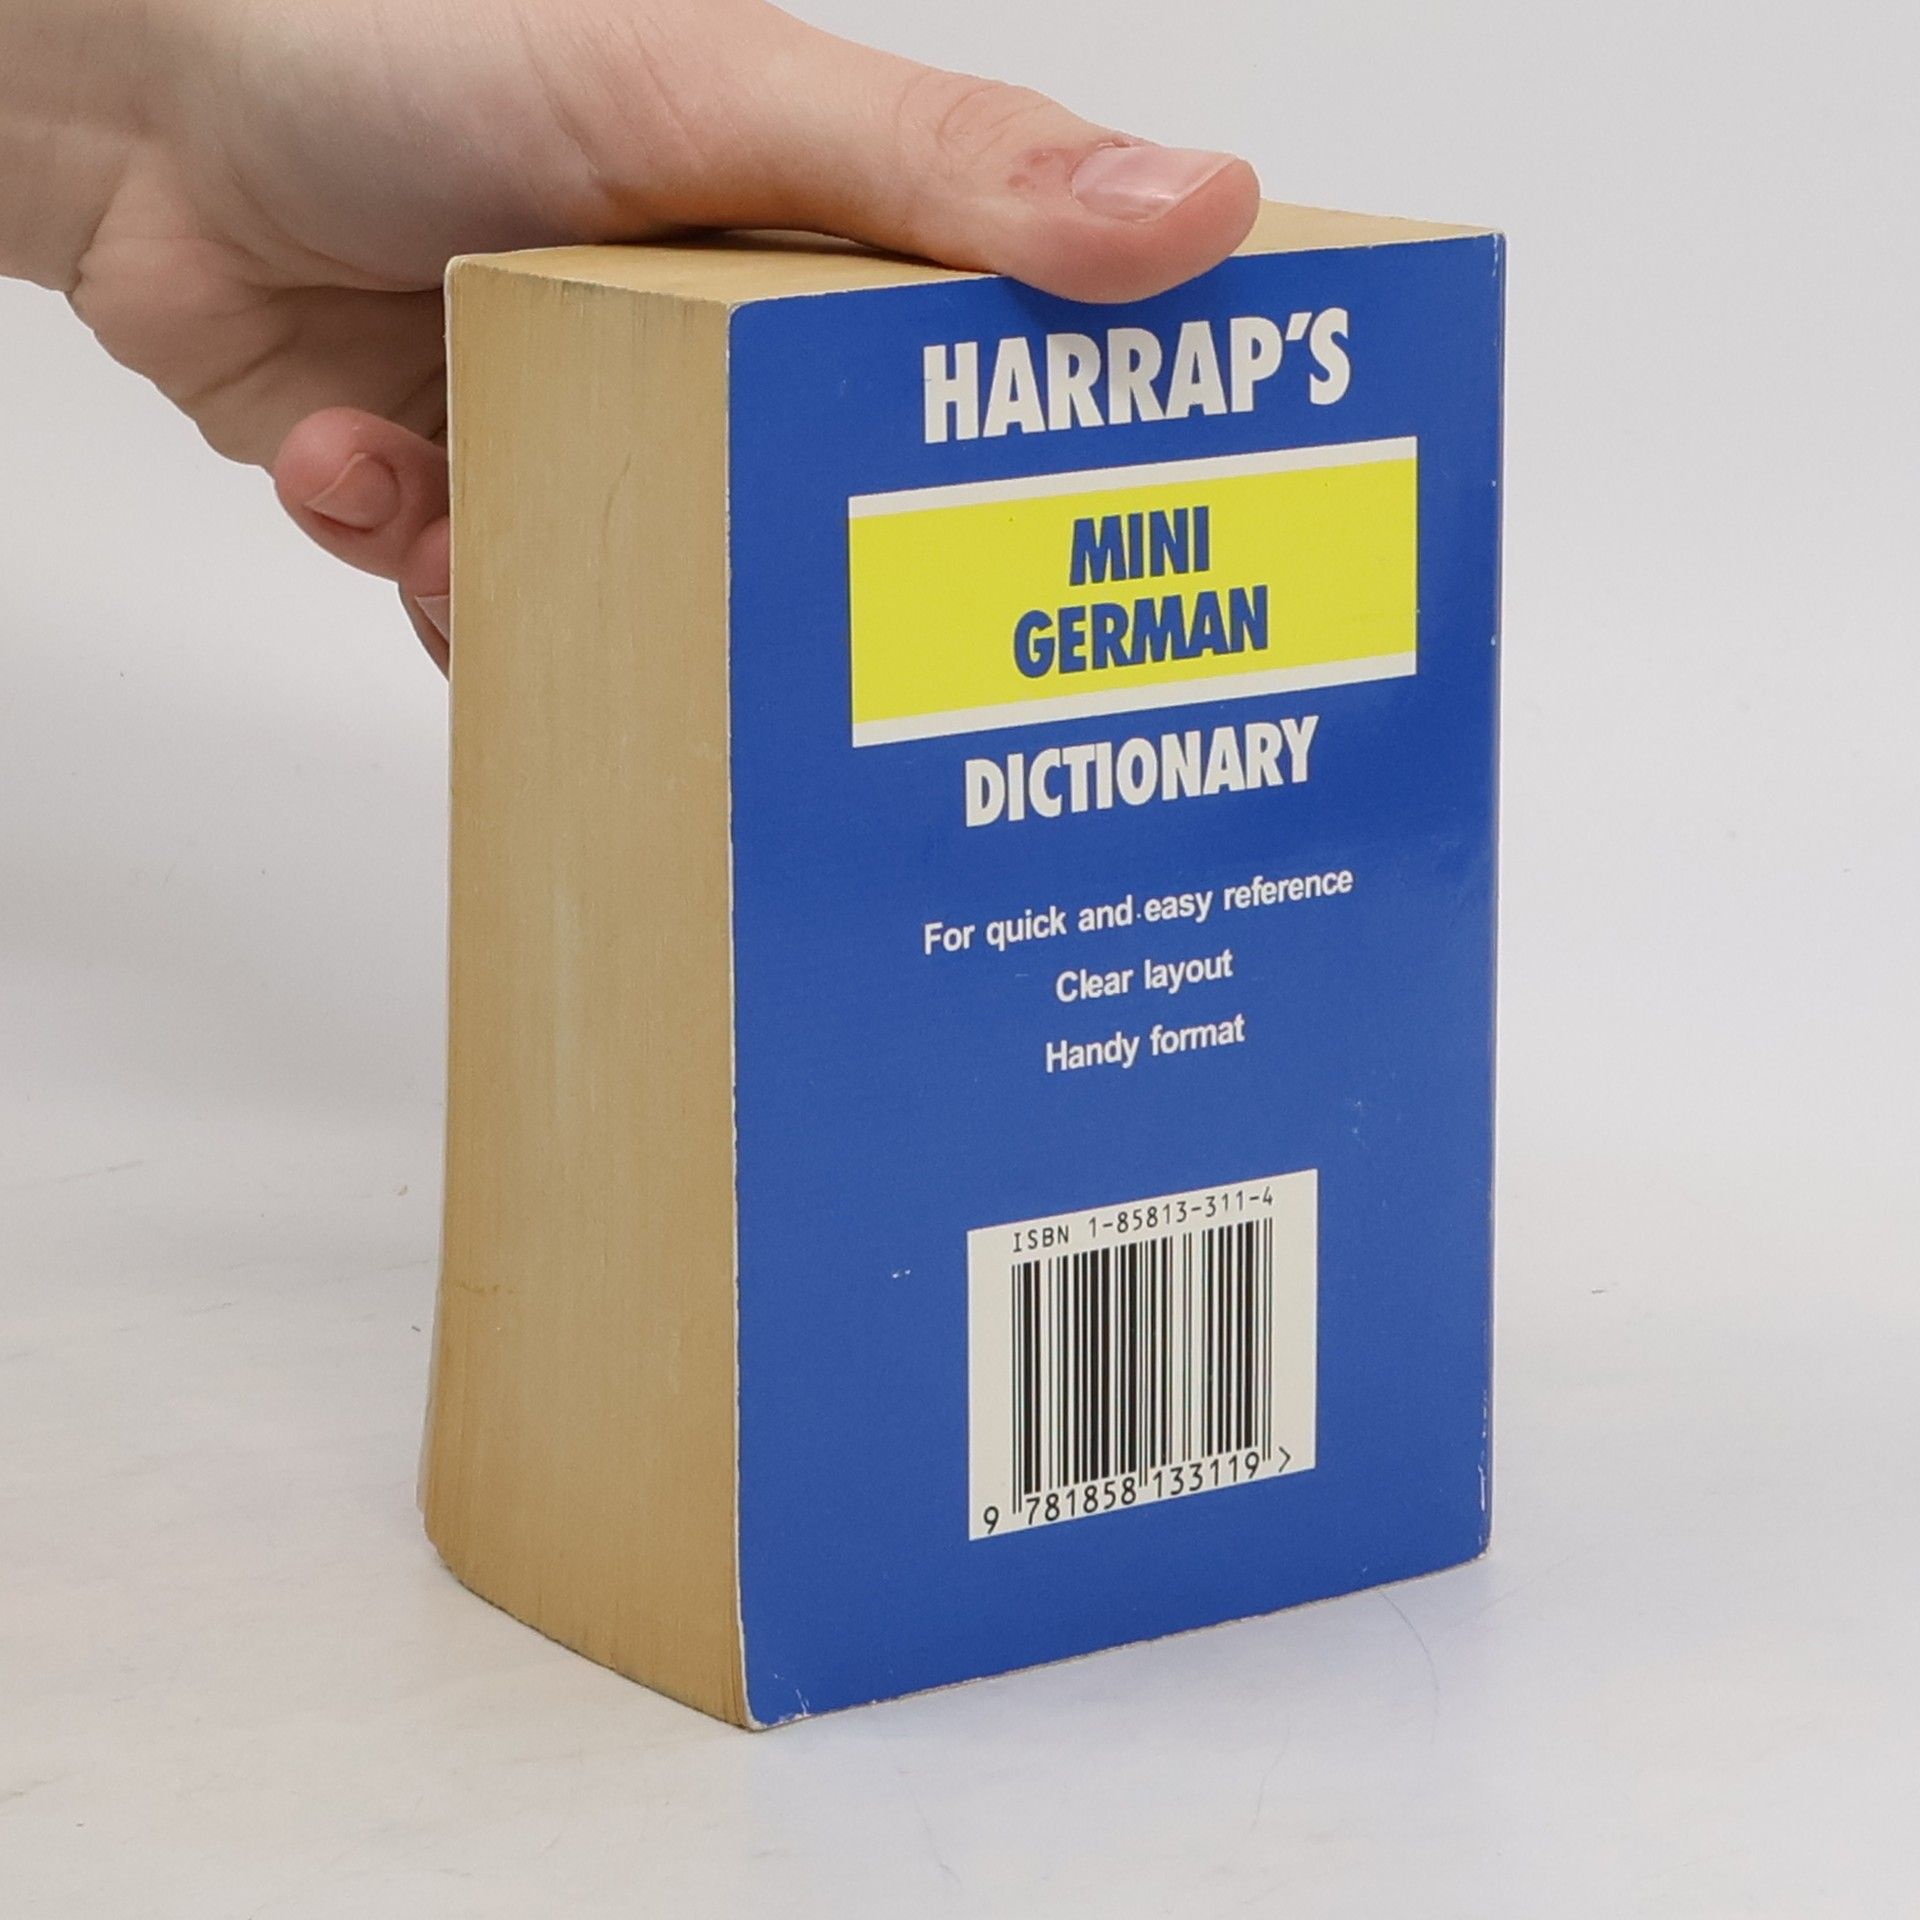 HARRAP'S
MINI
GERMAN
DICTIONARY
For quick and easy reference
Clear layout
Handy format
ISBN 1-85813-311-4
9 781858 133119 >